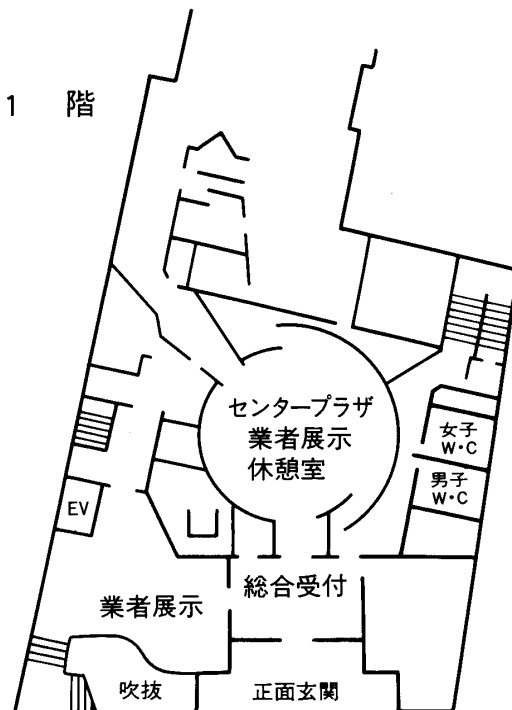 1 階
センタープラザ
業者展示
休憩室
女子
W・C
男子
W・C
EV
総合受付
業者展示
吹抜
正面玄関